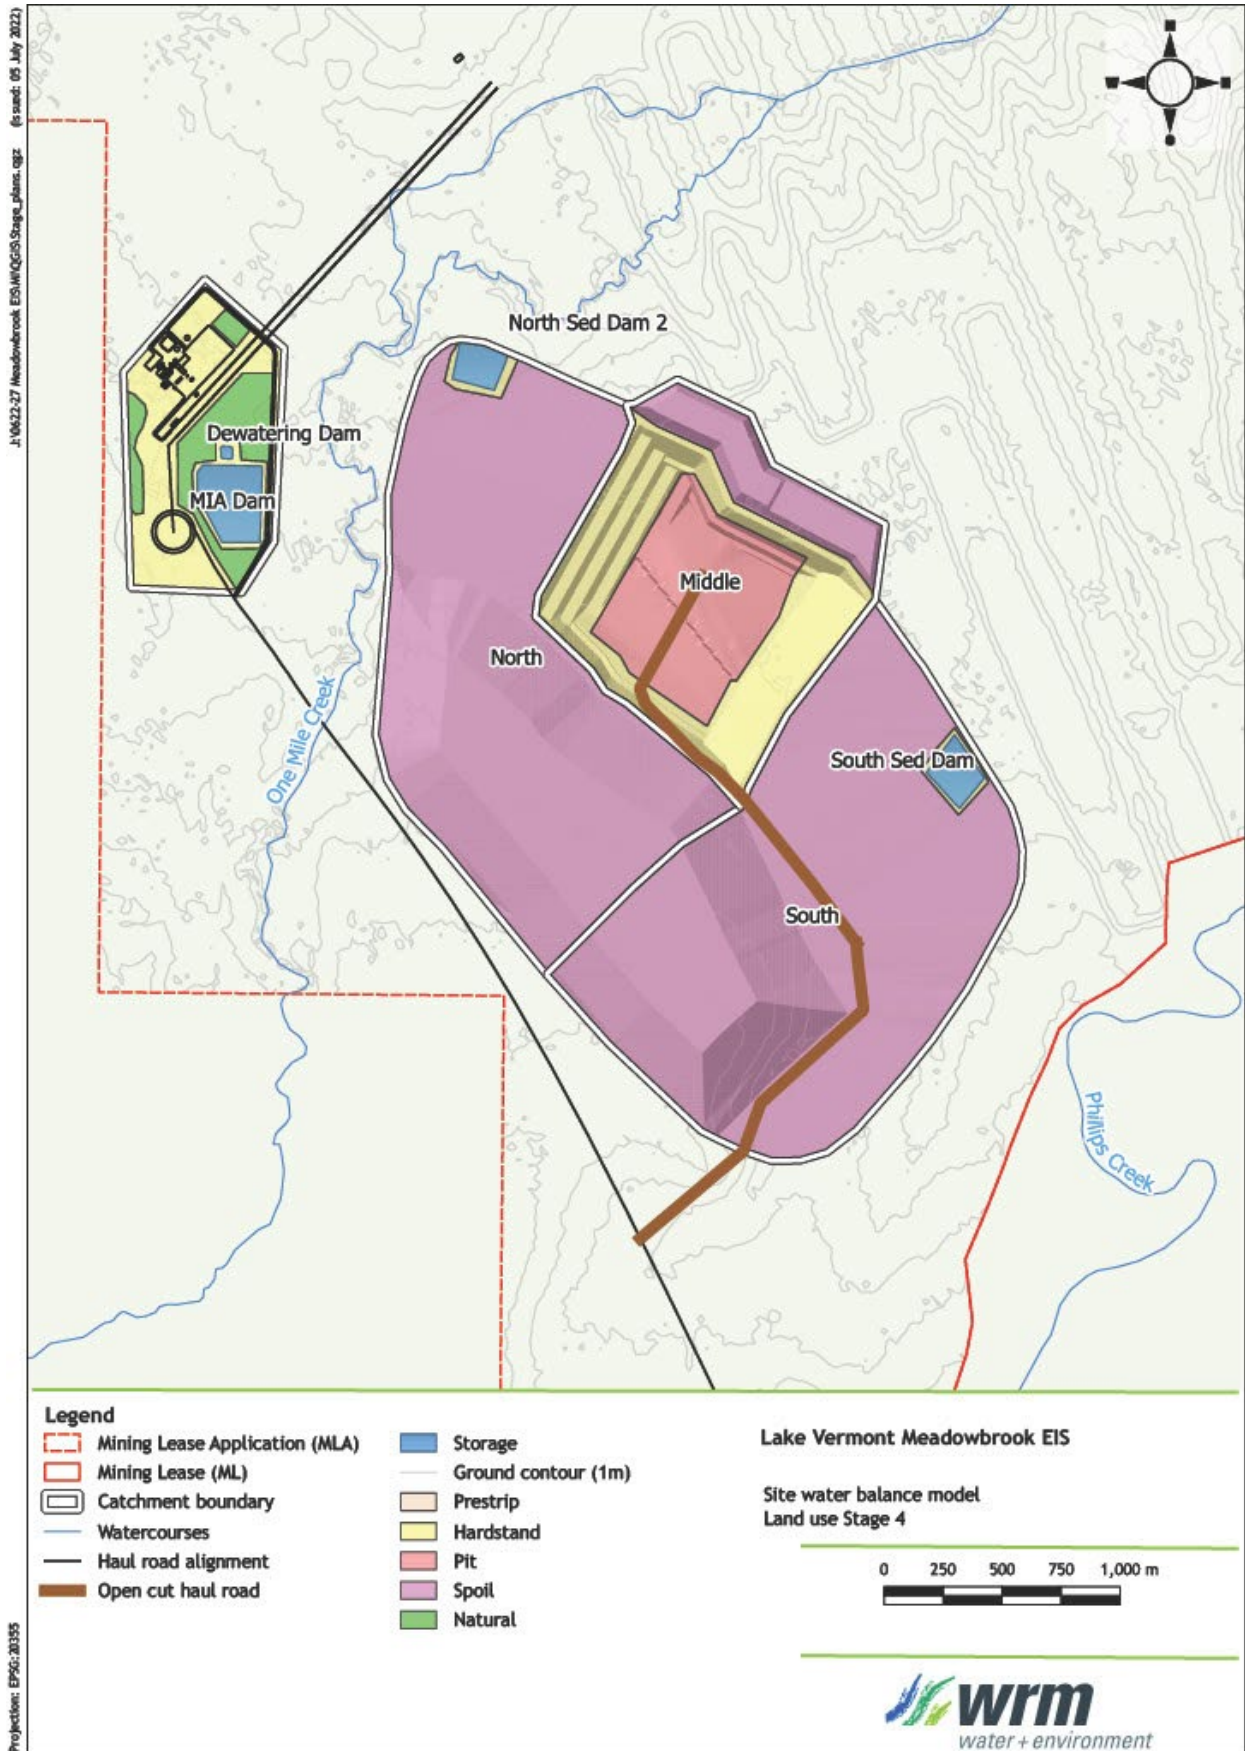 J:\0622-27 Meadowbrook EIS\MI\QGIS\Stage_plans.qgz (Issued: 05 July 2022)
North Sed Dam 2
Dewatering Dam
MIA Dam
Middle
North
One Mile Creek
South Sed Dam
South
Phillips Creek
Legend
Mining Lease Application (MLA)
Mining Lease (ML)
Catchment boundary
Watercourses
Haul road alignment
Open cut haul road
Storage
Ground contour (1m)
Prestrip
Hardstand
Pit
Spoil
Natural
Lake Vermont Meadowbrook EIS
Site water balance model
Land use Stage 4
0 250 500 750 1,000 m
Projection: EPSG:20355
wrm
water + environment